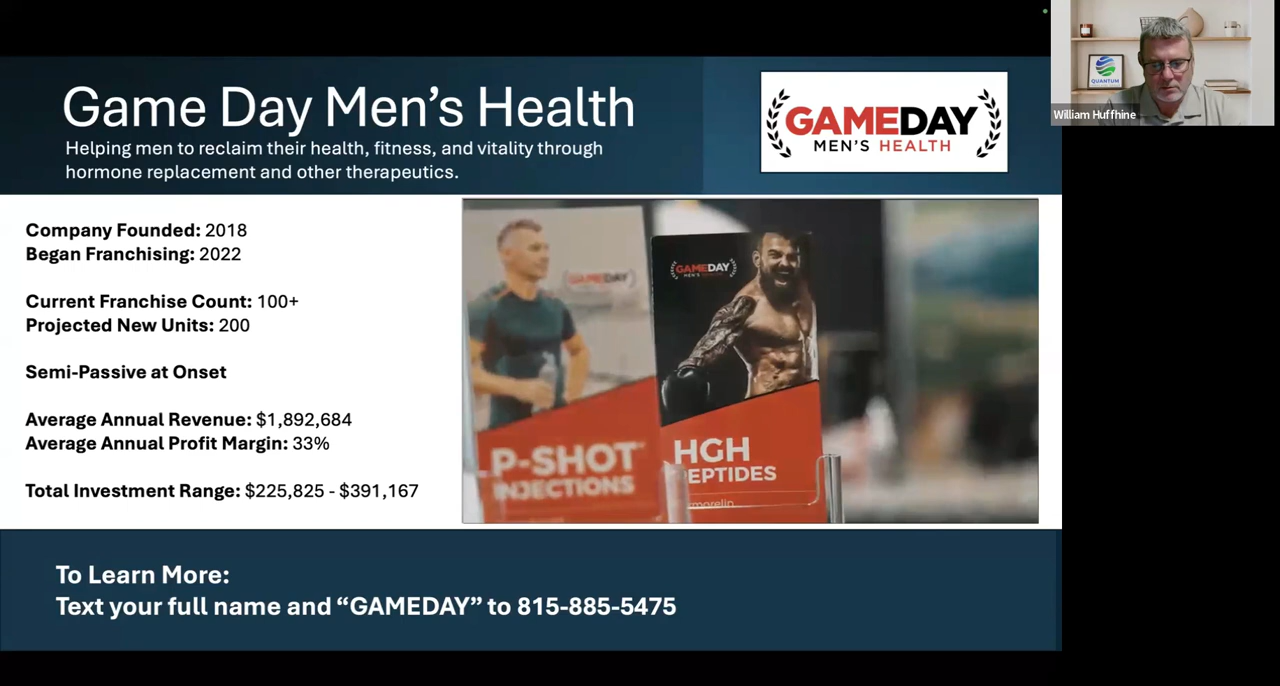 Game Day Men's Health
Helping men to reclaim their health, fitness, and vitality through
hormone replacement and other therapeutics.
GAMEDAY
MEN'S HEALTH
QUANTUM
William Huffhine
Company Founded: 2018
Began Franchising: 2022
Current Franchise Count: 100+
Projected New Units: 200
Semi-Passive at Onset
Average Annual Revenue: $1,892,684
Average Annual Profit Margin: 33%
Total Investment Range: $225,825 - $391,167
GAMEDAY
GAMEDAY
MEN'S HEALTH
P-SHOT
INJECTIONS
HGH
PEPTIDES
To Learn More:
Text your full name and “GAMEDAY” to 815-885-5475